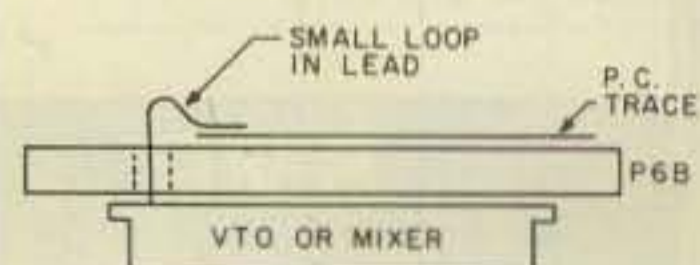 SMALL LOOP
IN LEAD
P.C.
TRACE
P6B
VTO OR MIXER